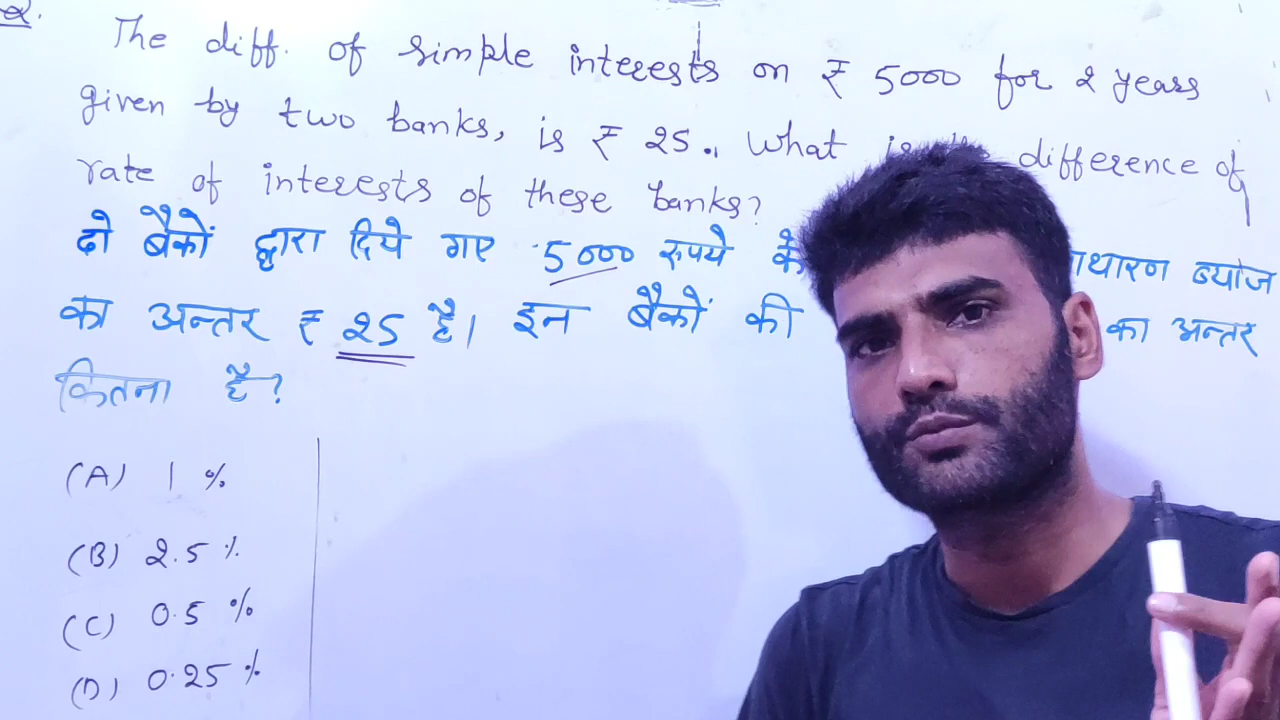 Q. The diff. of simple interests on ₹ 5000 for 2 years
given by two banks, is ₹ 25. What difference of
rate of interests of these banks?
दो बैंकों द्वारा दिये गए 5000 रुपये के ब्याज
का अन्तर ₹ 25 है। इन बैंकों की का अन्तर
कितना है?
(A) 1 %
(B) 2.5 %
(C) 0.5 %
(D) 0.25 %